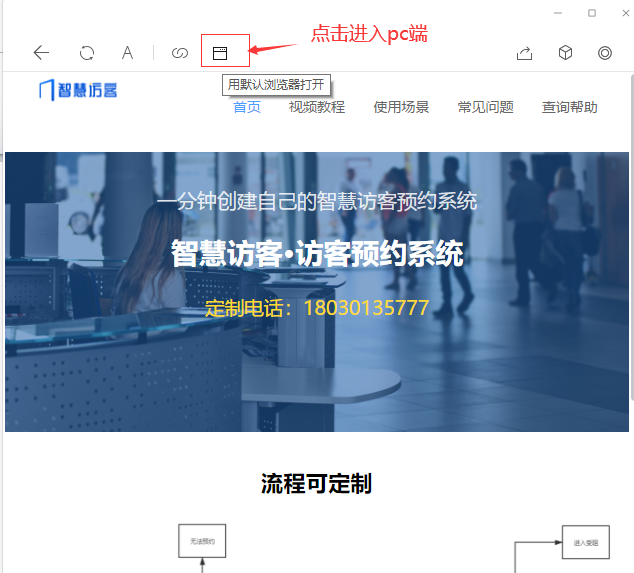 点击进入pc端
A
用默认浏览器打开
智慧访客
首页 视频教程 使用场景 常见问题 查询帮助
一分钟创建自己的智慧访客预约系统
智慧访客·访客预约系统
定制电话：18030135777
流程可定制
无法预约
进入受阻